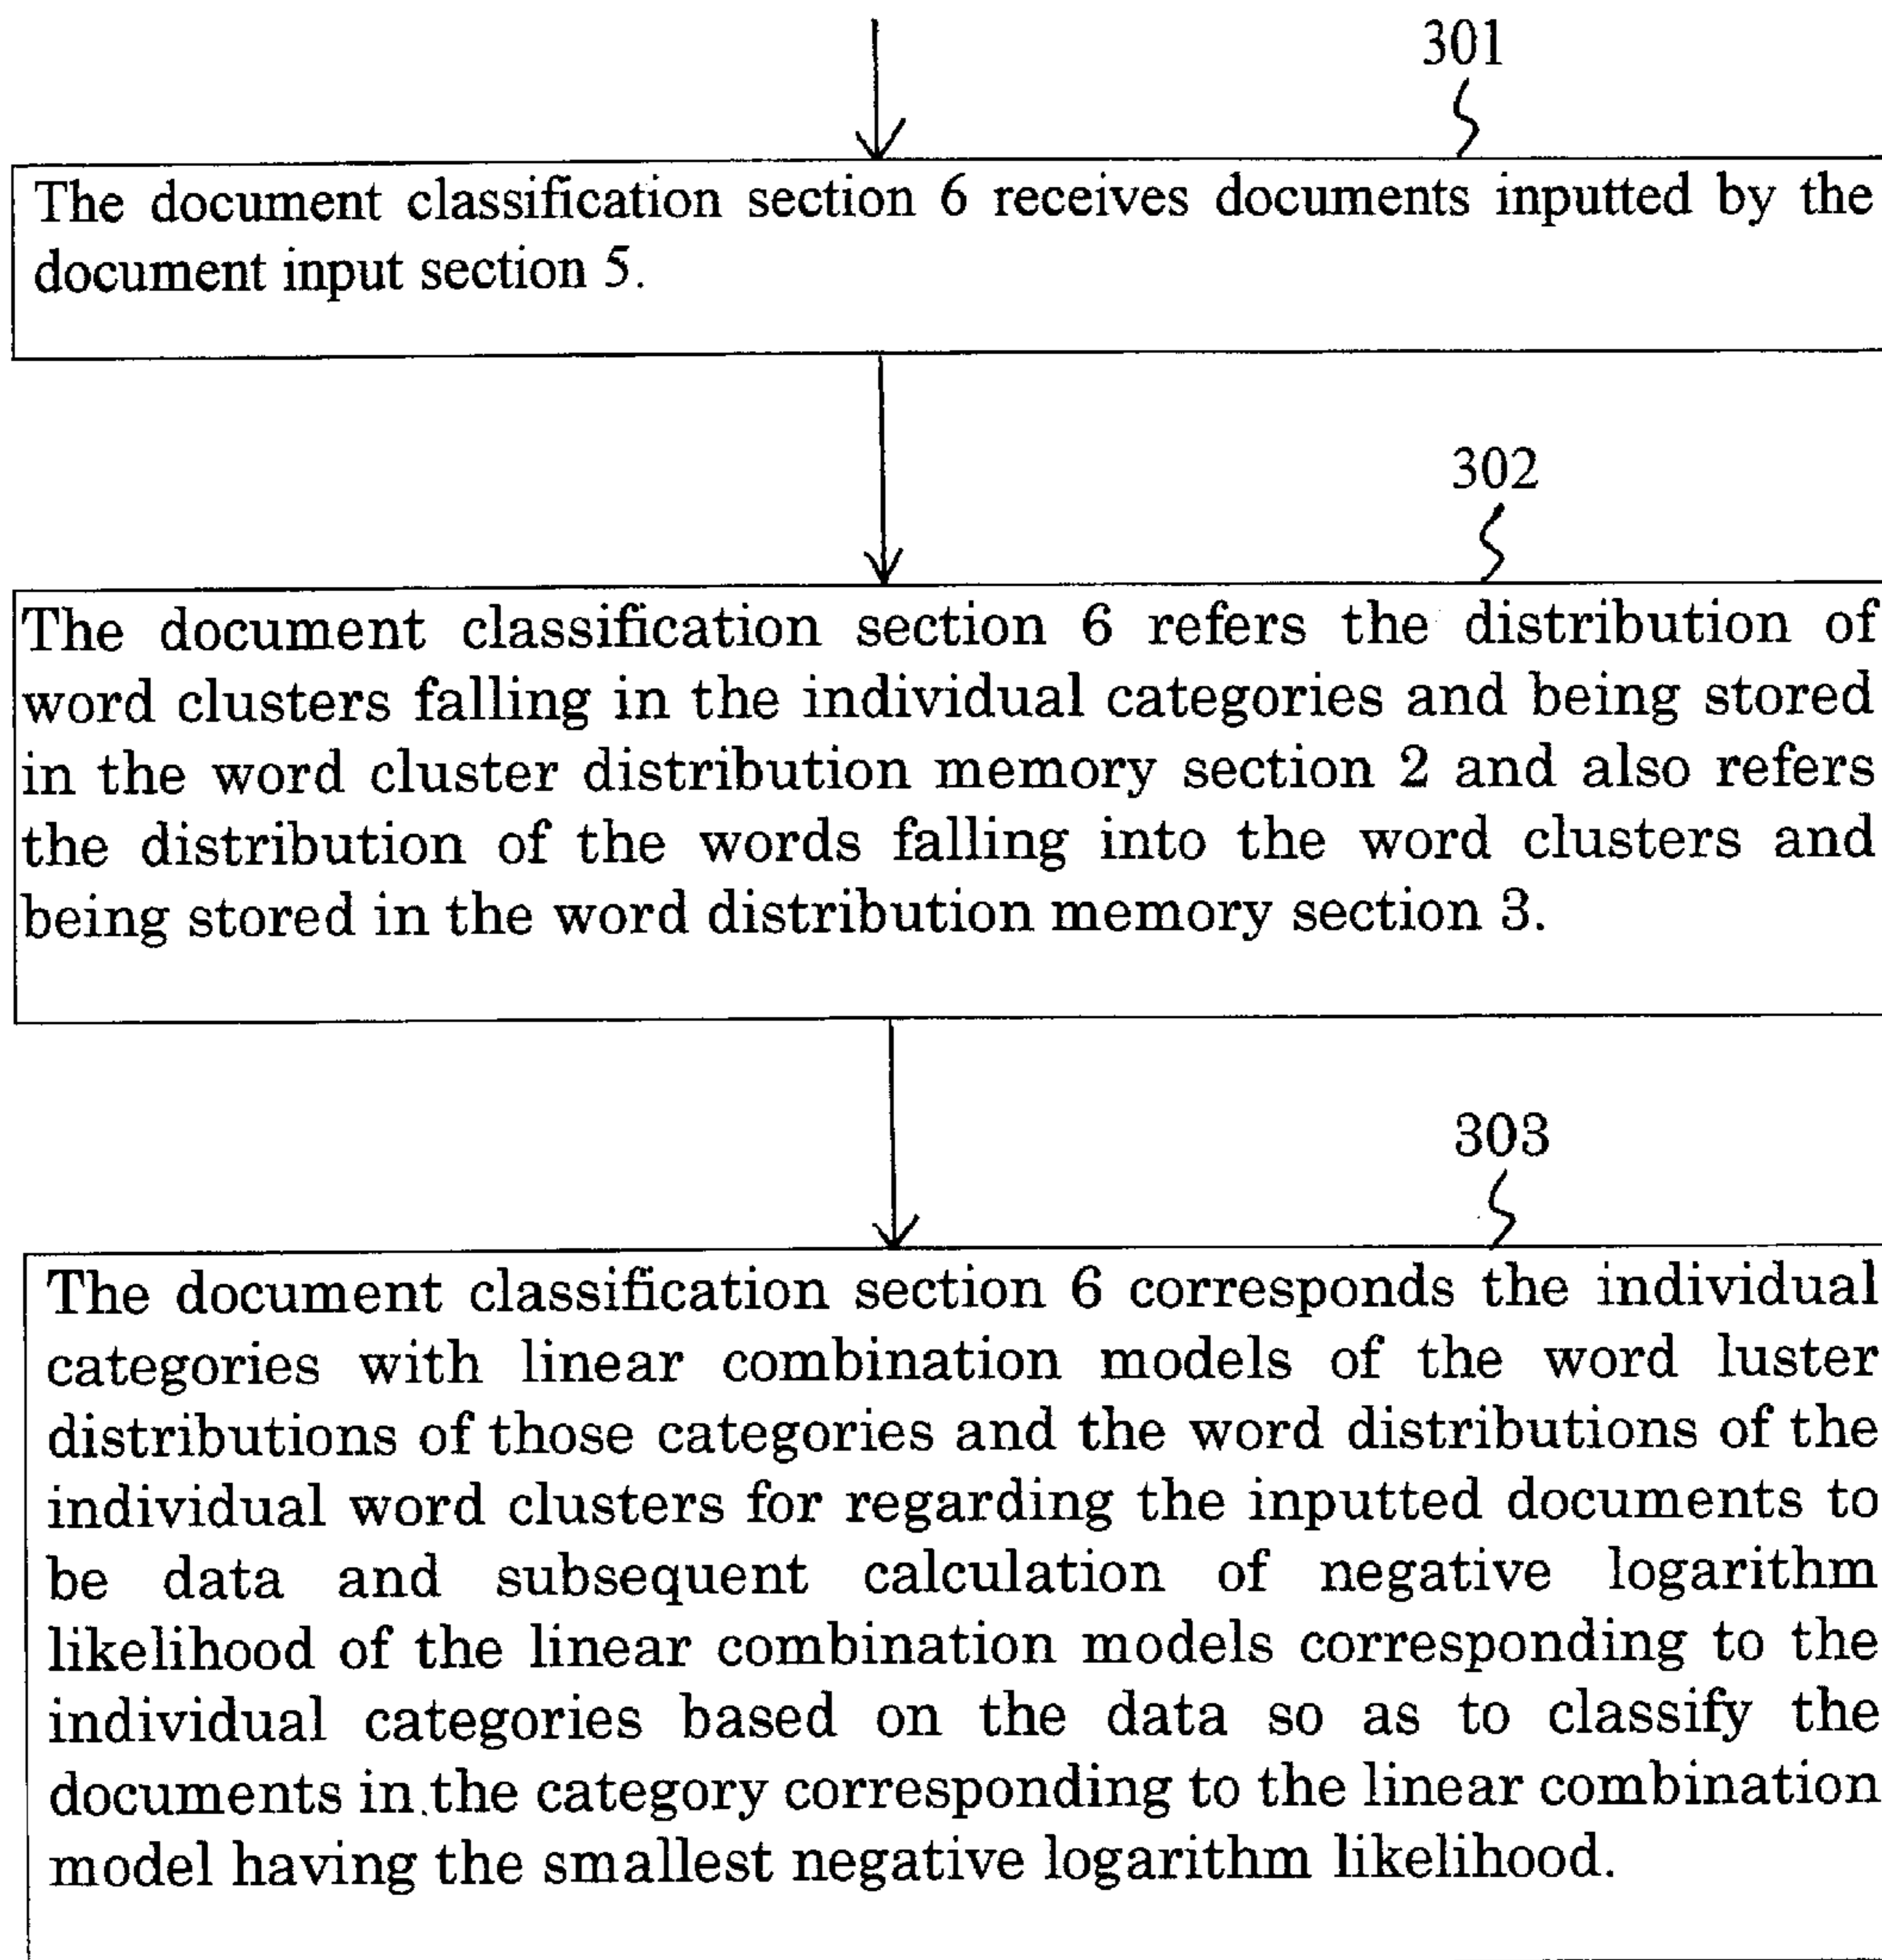 301
The document classification section 6 receives documents inputted by the
document input section 5.
302
The document classification section 6 refers the distribution of
word clusters falling in the individual categories and being stored
in the word cluster distribution memory section 2 and also refers
the distribution of the words falling into the word clusters and
being stored in the word distribution memory section 3.
303
The document classification section 6 corresponds the individual
categories with linear combination models of the word luster
distributions of those categories and the word distributions of the
individual word clusters for regarding the inputted documents to
be data and subsequent calculation of negative logarithm
likelihood of the linear combination models corresponding to the
individual categories based on the data so as to classify the
documents in the category corresponding to the linear combination
model having the smallest negative logarithm likelihood.